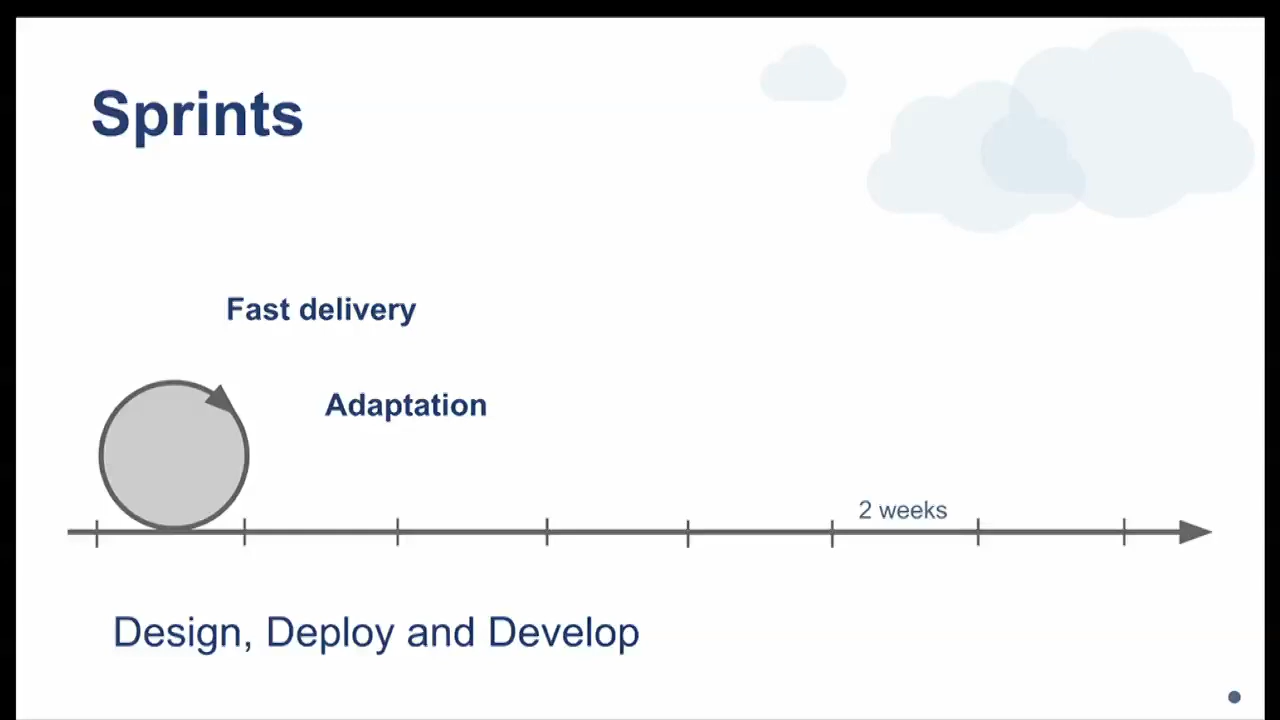 Sprints
Fast delivery
Adaptation
2 weeks
Design, Deploy and Develop